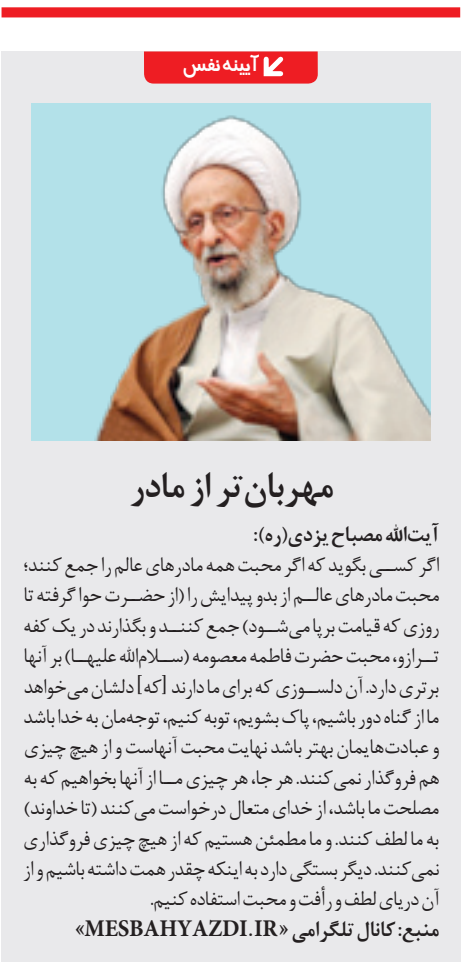 آیینه نفس
مهربان‌تر از مادر
آیت‌الله مصباح یزدی(ره):
اگر کسی بگوید که اگر محبت همه مادرهای عالم را جمع کنند؛
محبت مادرهای عالم از بدو پیدایش را (از حضرت حوا گرفته تا
روزی که قیامت برپا می‌شود) جمع کنند و بگذارند در یک کفه
ترازو، محبت حضرت فاطمه معصومه (سلام‌الله علیها) بر آنها
برتری دارد. آن دلسوزی که برای ما دارند [که] دلشان می‌خواهد
ما از گناه دور باشیم، پاک بشویم، توبه کنیم، توجه‌مان به خدا باشد
و عبادت‌هایمان بهتر باشد نهایت محبت آنهاست و از هیچ چیزی
هم فروگذار نمی‌کنند. هر جا، هر چیزی ما از آنها بخواهیم که به
مصلحت ما باشد، از خدای متعال درخواست می‌کنند (تا خداوند)
به ما لطف کنند. و ما مطمئن هستیم که از هیچ چیزی فروگذاری
نمی‌کنند. دیگر بستگی دارد به اینکه چقدر همت داشته باشیم و از
آن دریای لطف و رأفت و محبت استفاده کنیم.
منبع: کانال تلگرامی «MESBAHYAZDI.IR»